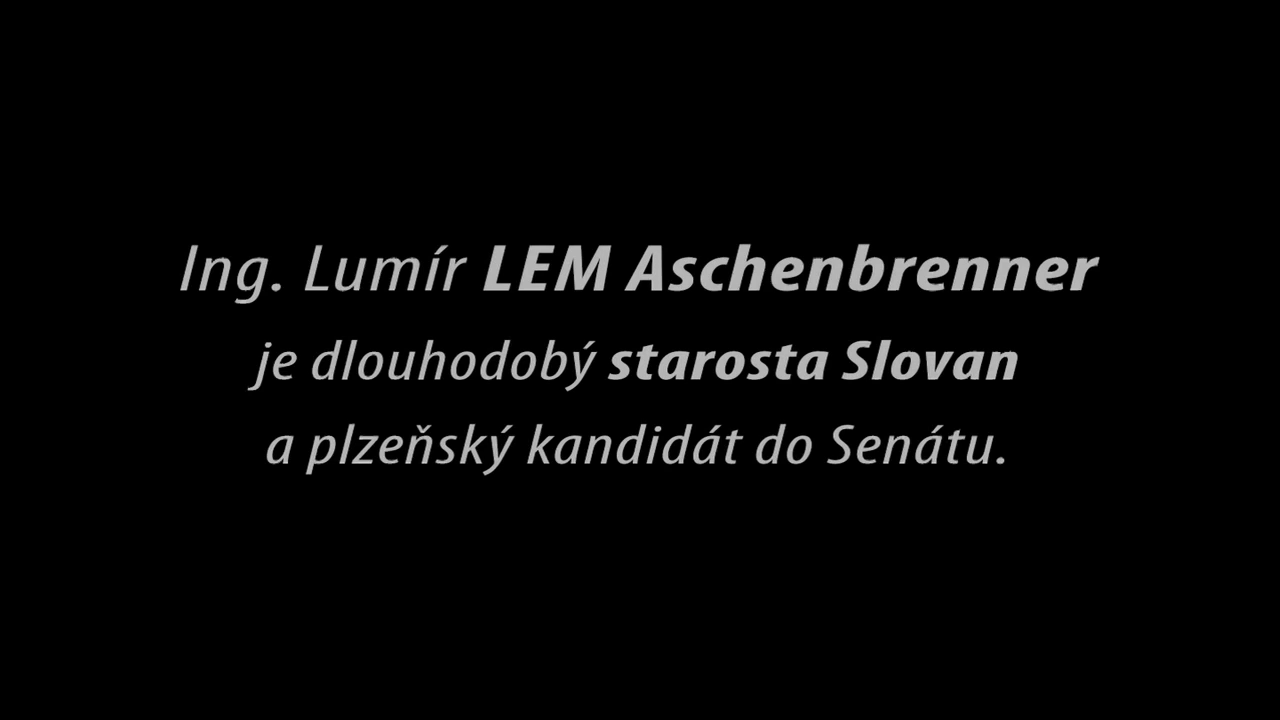 Ing. Lumír LEM Aschenbrenner
je dlouhodobý starosta Slovan
a plzeňský kandidát do Senátu.